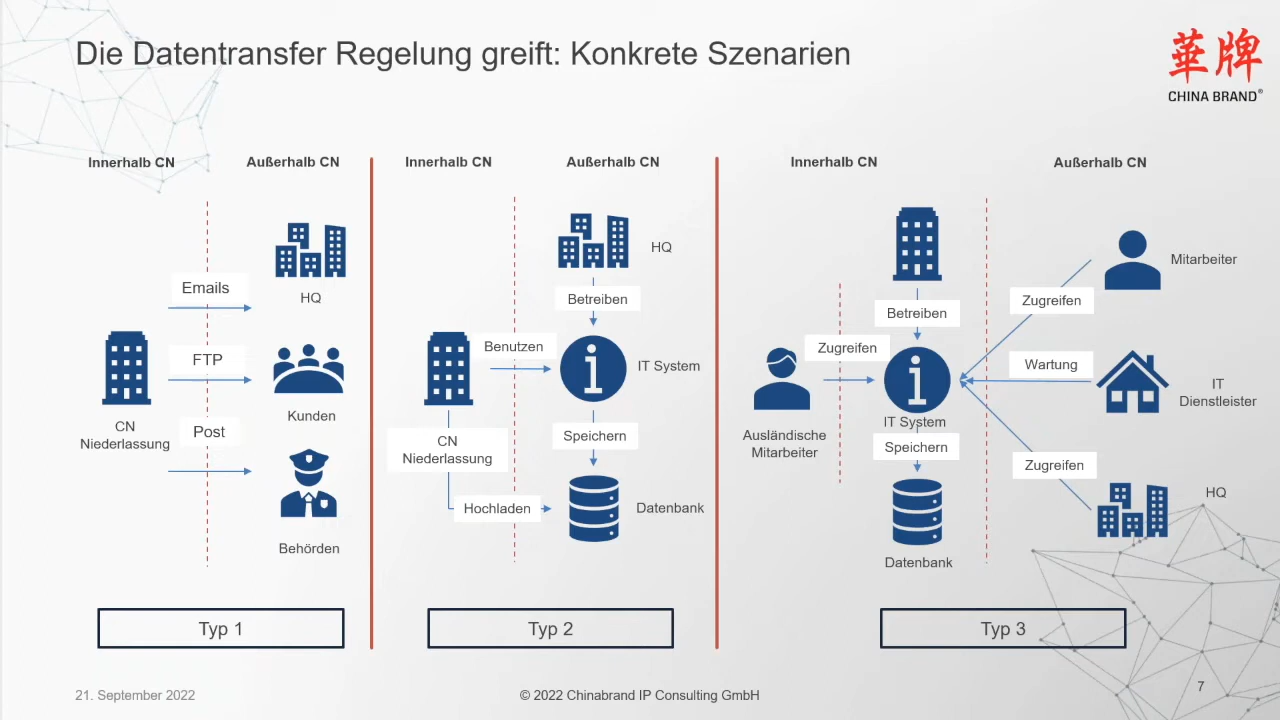 Die Datentransfer Regelung greift: Konkrete Szenarien
華牌
CHINA BRAND®
Innerhalb CN
Außerhalb CN
Emails
HQ
FTP
Kunden
CN
Niederlassung
Post
Behörden
Typ 1
Innerhalb CN
Außerhalb CN
HQ
Betreiben
Benutzen
IT System
CN
Niederlassung
Speichern
Hochladen
Datenbank
Typ 2
Innerhalb CN
Außerhalb CN
Mitarbeiter
Zugreifen
Betreiben
Zugreifen
Wartung
IT
Dienstleister
IT System
Ausländische
Mitarbeiter
Speichern
Zugreifen
HQ
Datenbank
Typ 3
21. September 2022
© 2022 Chinabrand IP Consulting GmbH
7